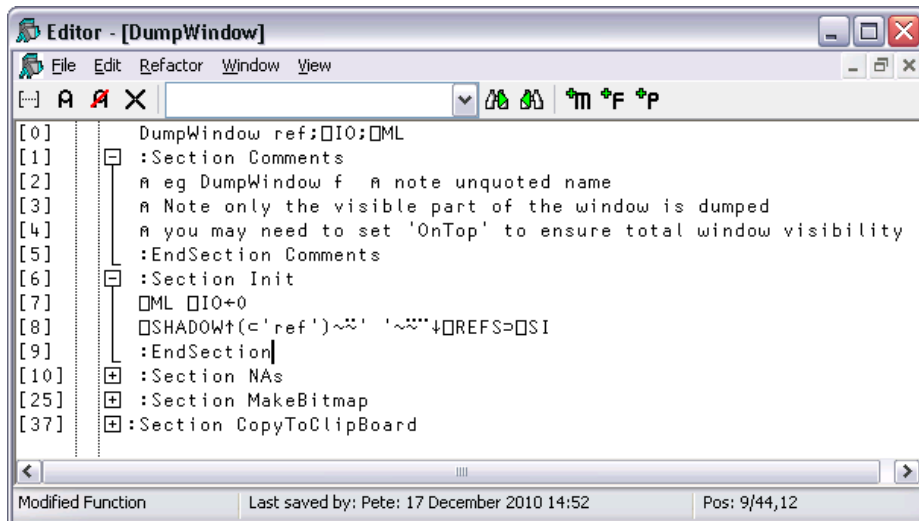 Editor - [DumpWindow]
File Edit Refactor Window View
[0] DumpWindow ref;⎕IO;⎕ML
[1] :Section Comments
[2] ⍝ eg DumpWindow f ⍝ note unquoted name
[3] ⍝ Note only the visible part of the window is dumped
[4] ⍝ you may need to set 'OnTop' to ensure total window visibility
[5] :EndSection Comments
[6] :Section Init
[7] ⎕ML ⎕IO←0
[8] ⎕SHADOW↑(⊂'ref')~⍨' '~⍨¨↓⎕REFS⊃⎕SI
[9] :EndSection
[10] :Section NAs
[25] :Section MakeBitmap
[37] :Section CopyToClipBoard
Modified Function Last saved by: Pete: 17 December 2010 14:52 Pos: 9/44,12